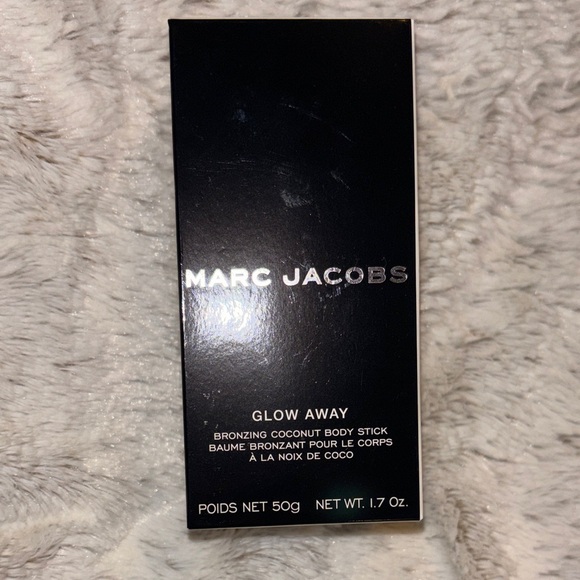 MARC JACOBS
GLOW AWAY
BRONZING COCONUT BODY STICK
BAUME BRONZANT POUR LE CORPS
À LA NOIX DE COCO
POIDS NET 50g NET WT. 1.7 Oz.